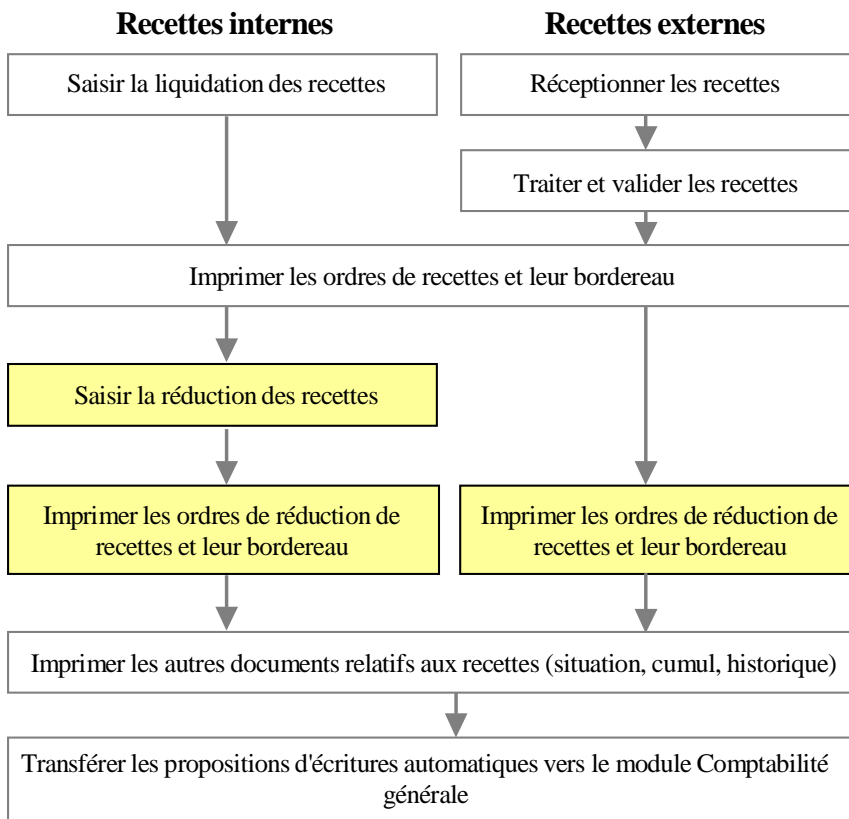 Recettes internes
Recettes externes
Saisir la liquidation des recettes
Réceptionner les recettes
Traiter et valider les recettes
Imprimer les ordres de recettes et leur bordereau
Saisir la réduction des recettes
Imprimer les ordres de réduction de
recettes et leur bordereau
Imprimer les ordres de réduction de
recettes et leur bordereau
Imprimer les autres documents relatifs aux recettes (situation, cumul, historique)
Transférer les propositions d'écritures automatiques vers le module Comptabilité
générale